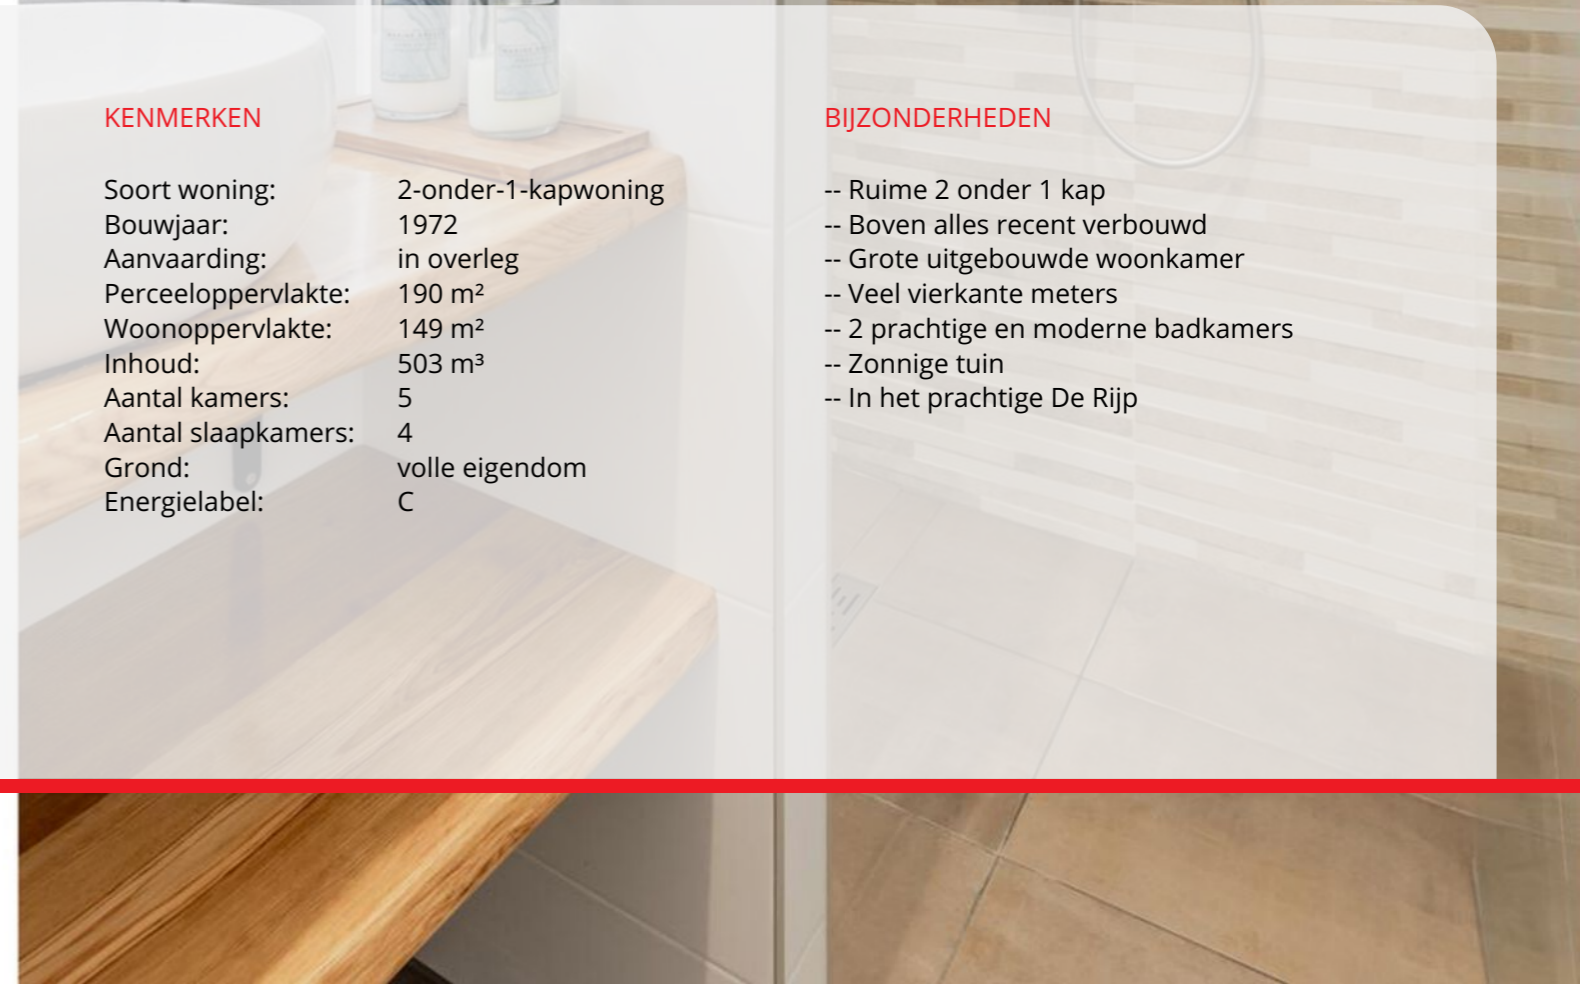 KENMERKEN
Soort woning: 2-onder-1-kapwoning
Bouwjaar: 1972
Aanvaarding: in overleg
Perceeloppervlakte: 190 m²
Woonoppervlakte: 149 m²
Inhoud: 503 m³
Aantal kamers: 5
Aantal slaapkamers: 4
Grond: volle eigendom
Energielabel: C
BIJZONDERHEDEN
-- Ruime 2 onder 1 kap
-- Boven alles recent verbouwd
-- Grote uitgebouwde woonkamer
-- Veel vierkante meters
-- 2 prachtige en moderne badkamers
-- Zonnige tuin
-- In het prachtige De Rijp